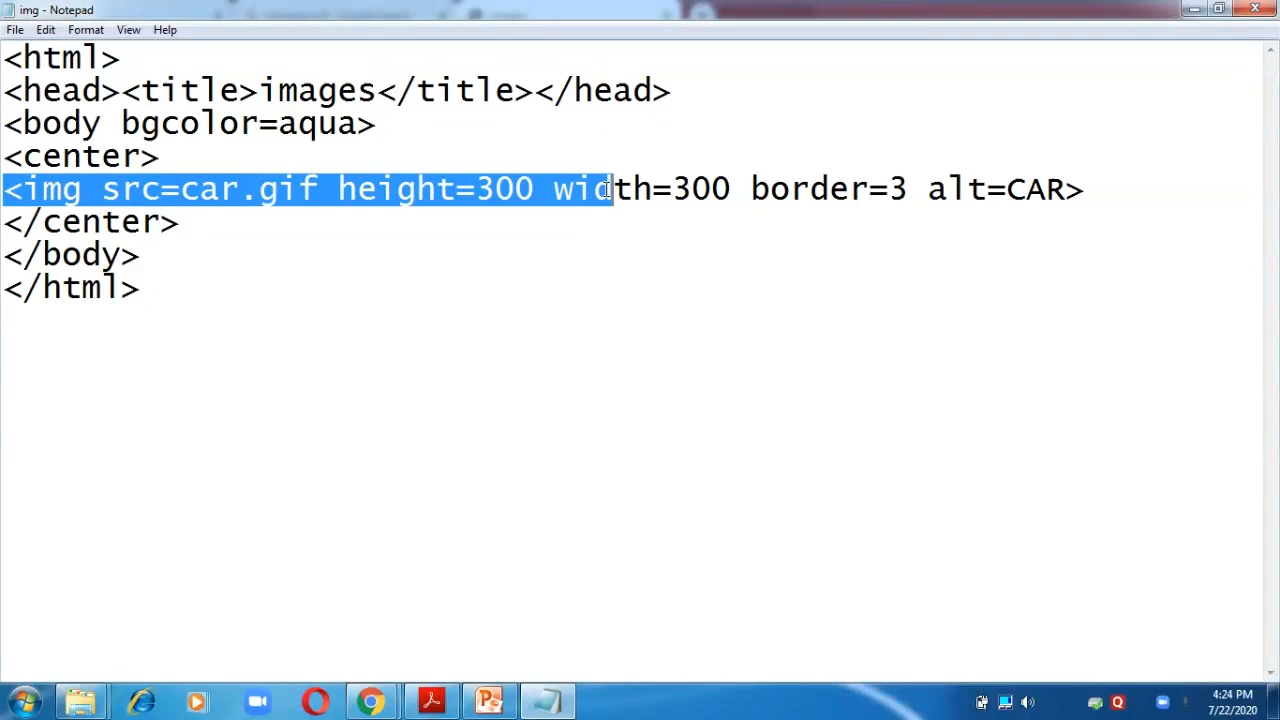 img - Notepad
File Edit Format View Help
<html>
<head><title>images</title></head>
<body bgcolor=aqua>
<center>
<img src=car.gif height=300 width=300 border=3 alt=CAR>
</center>
</body>
</html>
4:24 PM
7/22/2020